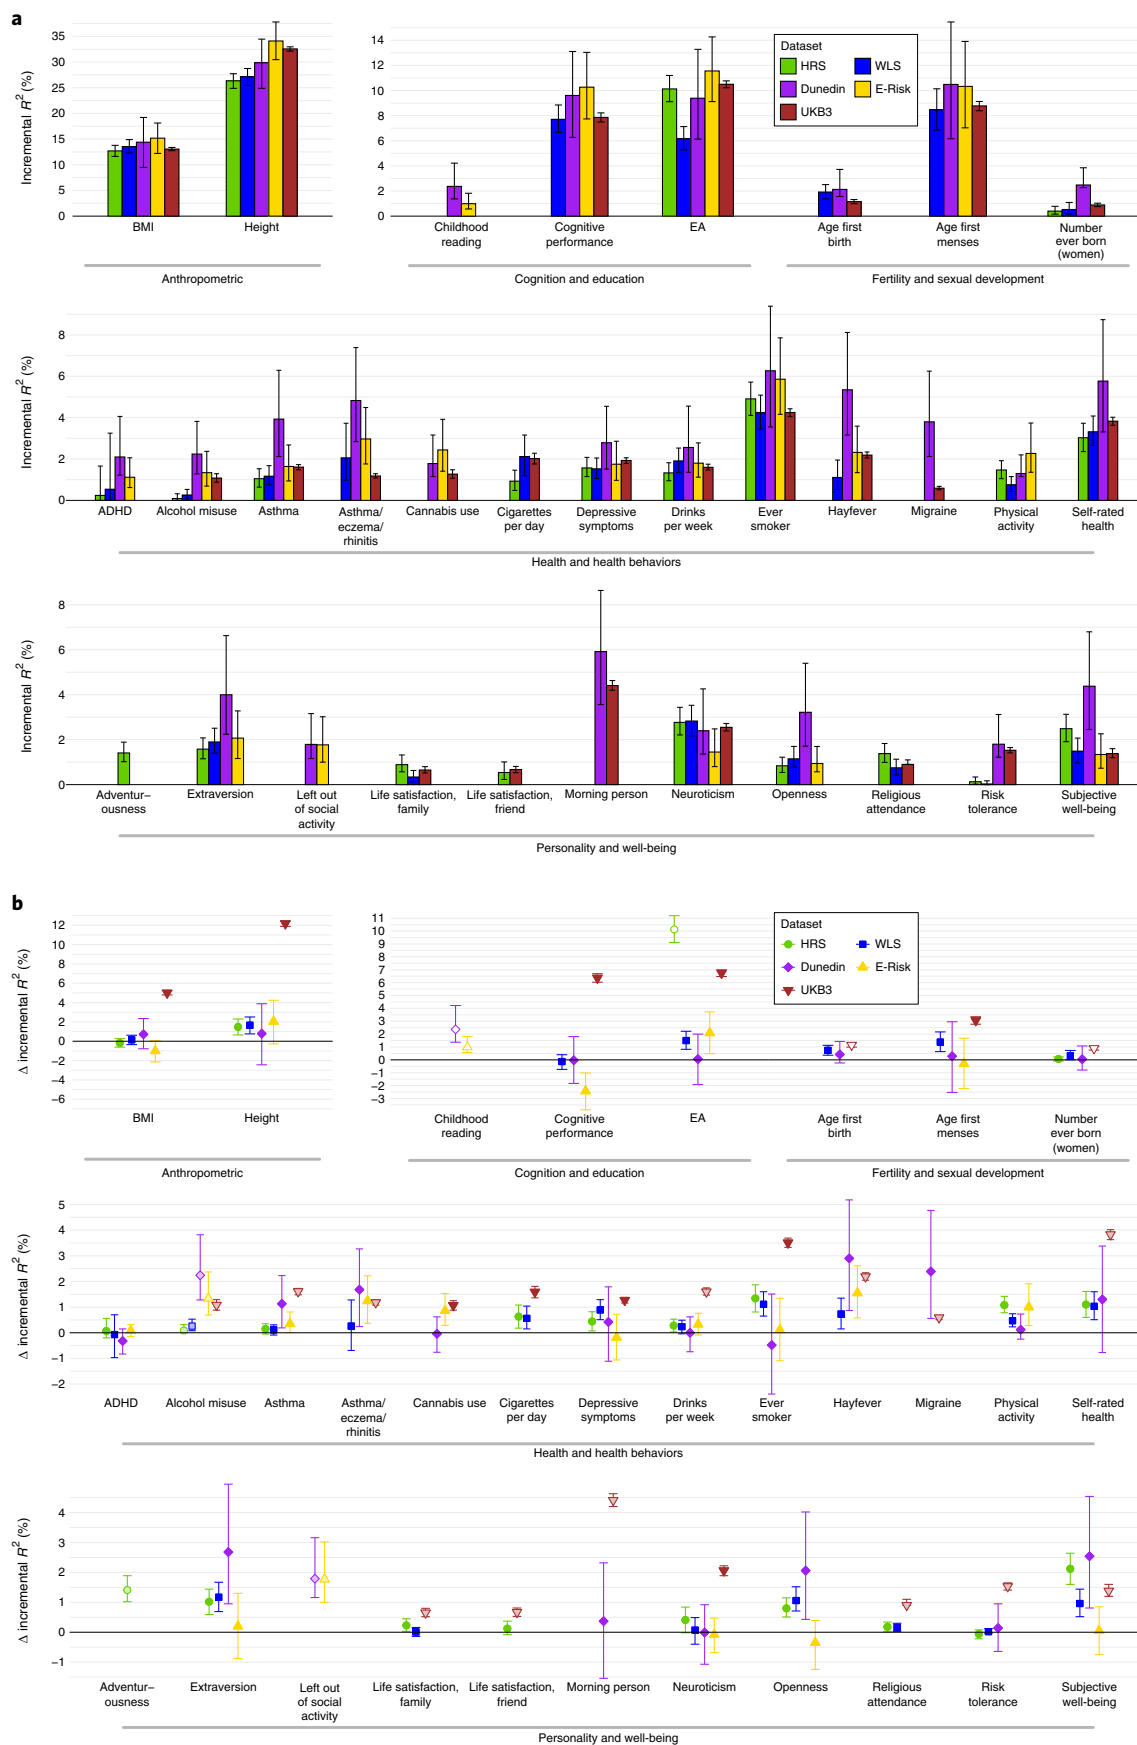 a
Incremental R² (%)
35
30
25
20
15
10
5
0
BMI
Height
Anthropometric
14
12
10
8
6
4
2
0
Dataset
HRS
WLS
Dunedin
E-Risk
UKB3
Childhood
reading
Cognitive
performance
EA
Age first
birth
Age first
menses
Number
ever born
(women)
Cognition and education
Fertility and sexual development
Incremental R² (%)
8
6
4
2
0
ADHD
Alcohol misuse
Asthma
Asthma/
eczema/
rhinitis
Cannabis use
Cigarettes
per day
Depressive
symptoms
Drinks
per week
Ever
smoker
Hayfever
Migraine
Physical
activity
Self-rated
health
Health and health behaviors
Incremental R² (%)
8
6
4
2
0
Adventur–
ousness
Extraversion
Left out
of social
activity
Life satisfaction,
family
Life satisfaction,
friend
Morning person
Neuroticism
Openness
Religious
attendance
Risk
tolerance
Subjective
well-being
Personality and well-being
b
Δ incremental R² (%)
12
10
8
6
4
2
0
−2
−4
−6
BMI
Height
Anthropometric
11
10
9
8
7
6
5
4
3
2
1
0
−1
−2
−3
Dataset
HRS
WLS
Dunedin
E-Risk
UKB3
Childhood
reading
Cognitive
performance
EA
Age first
birth
Age first
menses
Number
ever born
(women)
Cognition and education
Fertility and sexual development
Δ incremental R² (%)
5
4
3
2
1
0
−1
−2
ADHD
Alcohol misuse
Asthma
Asthma/
eczema/
rhinitis
Cannabis use
Cigarettes
per day
Depressive
symptoms
Drinks
per week
Ever
smoker
Hayfever
Migraine
Physical
activity
Self-rated
health
Health and health behaviors
Δ incremental R² (%)
4
3
2
1
0
−1
Adventur–
ousness
Extraversion
Left out
of social
activity
Life satisfaction,
family
Life satisfaction,
friend
Morning person
Neuroticism
Openness
Religious
attendance
Risk
tolerance
Subjective
well-being
Personality and well-being